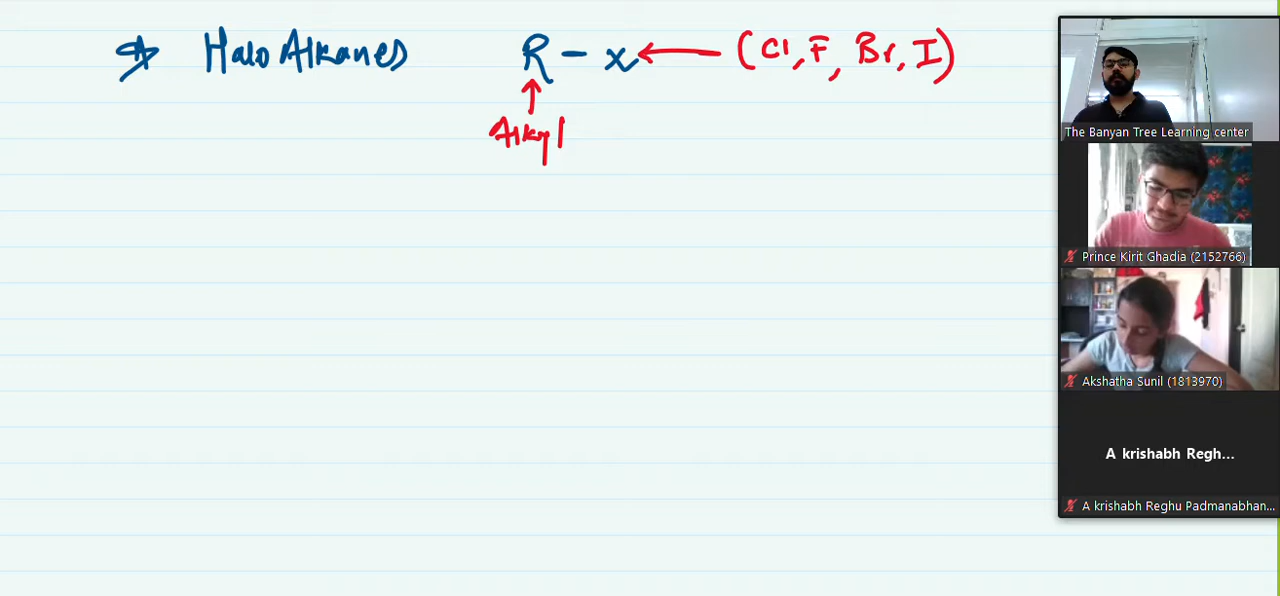 Halo Alkanes R - x ← (Cl, F, Br, I)
Alkyl
The Banyan Tree Learning center
Prince Kirit Ghadia (2152766)
Akshatha Sunil (1813970)
A krishabh Regh...
A krishabh Reghu Padmanabhan...